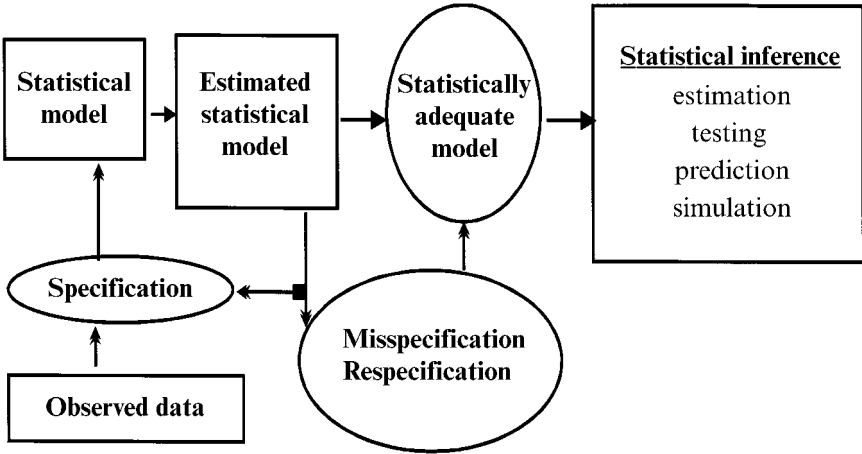 Statistical
model
Estimated
statistical
model
Statistically
adequate
model
Statistical inference
estimation
testing
prediction
simulation
Specification
Misspecification
Respecification
Observed data